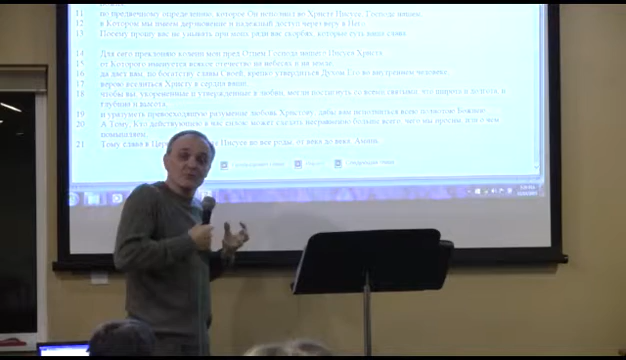 11 по предвечному определению, которое Он исполнил во Христе Иисусе, Господе нашем,
12 в Котором мы имеем дерзновение и надежный доступ через веру в Него.
13 Посему прошу вас не унывать при моих ради вас скорбях, которые суть ваша слава.
14 Для сего преклоняю колени мои пред Отцем Господа нашего Иисуса Христа,
15 от Которого именуется всякое отечество на небесах и на земле,
16 да даст вам, по богатству славы Своей, крепко утвердиться Духом Его во внутреннем человеке,
17 верою вселиться Христу в сердца ваши,
18 чтобы вы, укорененные и утвержденные в любви, могли постигнуть со всеми святыми, что широта и долгота, и
глубина и высота,
19 и уразуметь превосходящую разумение любовь Христову, дабы вам исполниться всею полнотою Божиею.
20 А Тому, Кто действующею в нас силою может сделать несравненно больше всего, чего мы просим, или о чем
помышляем,
21 Тому слава в Иисусе во все роды, от века до века. Аминь.